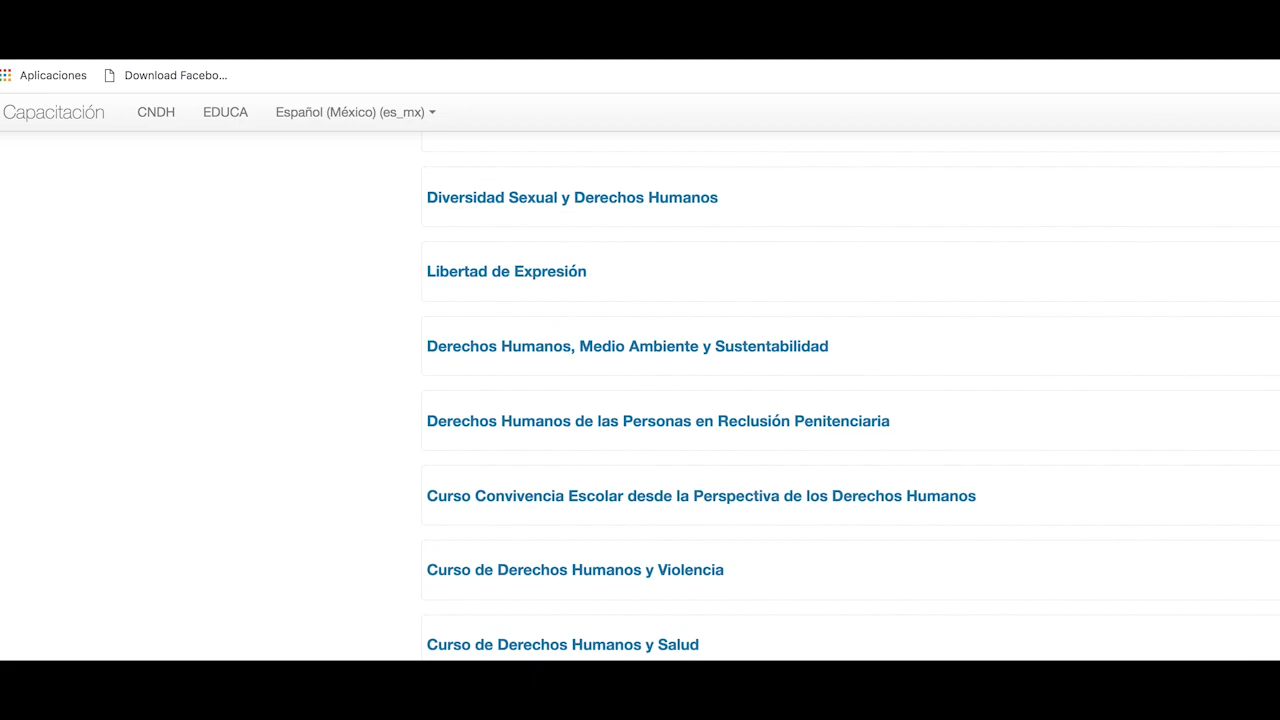 Aplicaciones Download Facebo...
Capacitación CNDH EDUCA Español (México) (es_mx)
Diversidad Sexual y Derechos Humanos
Libertad de Expresión
Derechos Humanos, Medio Ambiente y Sustentabilidad
Derechos Humanos de las Personas en Reclusión Penitenciaria
Curso Convivencia Escolar desde la Perspectiva de los Derechos Humanos
Curso de Derechos Humanos y Violencia
Curso de Derechos Humanos y Salud